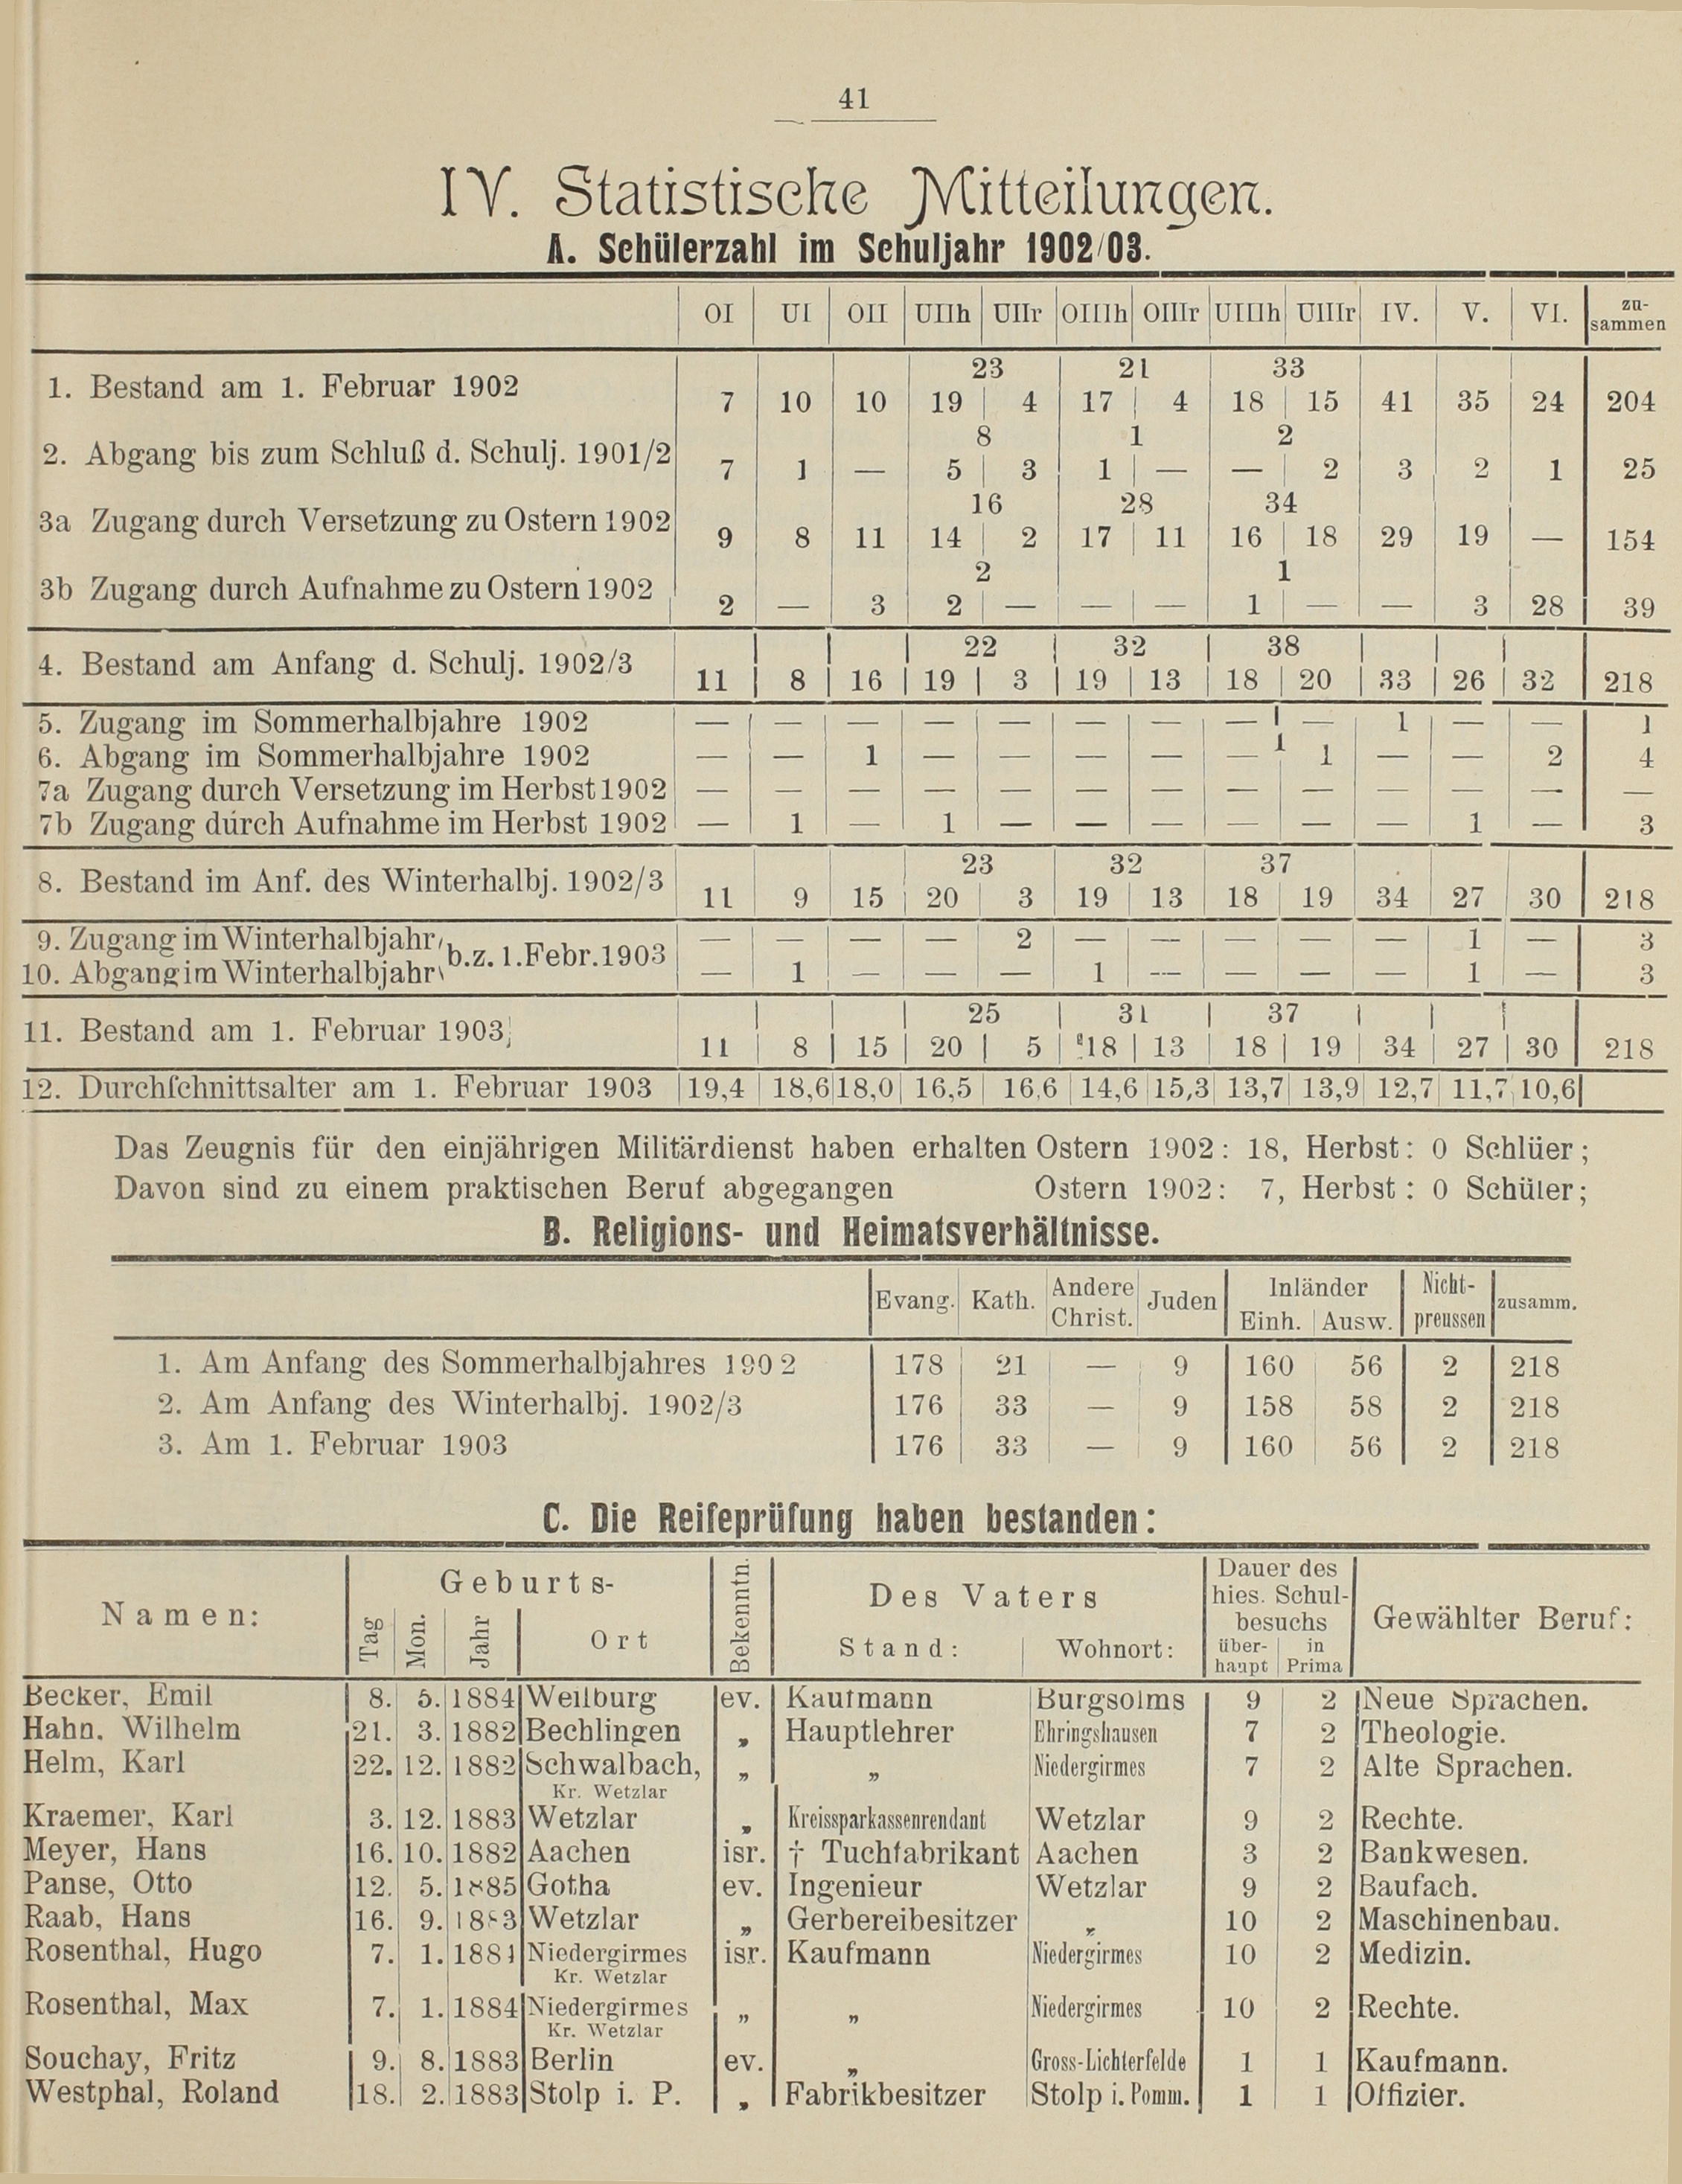 41
IV. Statistische Mitteilungen.
A. Schülerzahl im Schuljahr 1902/03.
OI UI OII UIIh UIIr OIIIh OIIIr UIIIh UIIIr IV. V. VI. zu-
sammen
23 21 33
1. Bestand am 1. Februar 1902 7 10 10 19 4 17 4 18 15 41 35 24 204
8 1 2
2. Abgang bis zum Schluß d. Schulj. 1901/2 7 1 — 5 3 1 — — 2 3 2 1 25
16 28 34
3a Zugang durch Versetzung zu Ostern 1902 9 8 11 14 2 17 11 16 18 29 19 — 154
2 1
3b Zugang durch Aufnahme zu Ostern 1902 2 — 3 2 — — — 1 — — 3 28 39
22 32 38
4. Bestand am Anfang d. Schulj. 1902/3 11 8 16 19 3 19 13 18 20 33 26 32 218
5. Zugang im Sommerhalbjahre 1902 — — — — — — — — — 1 — — 1
1
6. Abgang im Sommerhalbjahre 1902 — — 1 — — — — — 1 — — 2 4
7a Zugang durch Versetzung im Herbst 1902 — — — — — — — — — — — — —
7b Zugang durch Aufnahme im Herbst 1902 — 1 — 1 — — — — — — 1 — 3
23 32 37
8. Bestand im Anf. des Winterhalbj. 1902/3 11 9 15 20 3 19 13 18 19 34 27 30 218
9. Zugang im Winterhalbjahr — — — — 2 — — — — — 1 — 3
b. z. 1. Febr. 1903
10. Abgang im Winterhalbjahr — 1 — — — 1 — — — — 1 — 3
25 31 37
11. Bestand am 1. Februar 1903 11 8 15 20 5 18 13 18 19 34 27 30 218
12. Durchſchnittsalter am 1. Februar 1903 19,4 18,6 18,0 16,5 16,6 14,6 15,3 13,7 13,9 12,7 11,7 10,6
Das Zeugnis für den einjährigen Militärdienst haben erhalten Ostern 1902: 18, Herbst: 0 Schlüer;
Davon sind zu einem praktischen Beruf abgegangen Ostern 1902: 7, Herbst: 0 Schüler;
B. Religions- und Heimatsverhältnisse.
Evang. Kath. Andere Christ. Juden Inländer Nicht-
Einh. Ausw. preussen zusamm.
1. Am Anfang des Sommerhalbjahres 1902 178 21 — 9 160 56 2 218
2. Am Anfang des Winterhalbj. 1902/3 176 33 — 9 158 58 2 218
3. Am 1. Februar 1903 176 33 — 9 160 56 2 218
C. Die Reifeprüfung haben bestanden:
Namen: Geburts- Bekenntn. Des Vaters Dauer des
hies. Schul-
besuchs Gewählter Beruf:
Tag Mon. Jahr Ort Stand: Wohnort: über-
haupt in
Prima
Becker, Emil 8. 5. 1884 Weilburg ev. Kaufmann Burgsolms 9 2 Neue Sprachen.
Hahn, Wilhelm 21. 3. 1882 Bechlingen „ Hauptlehrer Ehringshausen 7 2 Theologie.
Helm, Karl 22. 12. 1882 Schwalbach, „ „ Niedergirmes 7 2 Alte Sprachen.
Kr. Wetzlar
Kraemer, Karl 3. 12. 1883 Wetzlar „ Kreissparkassenrendant Wetzlar 9 2 Rechte.
Meyer, Hans 16. 10. 1882 Aachen isr. † Tuchfabrikant Aachen 3 2 Bankwesen.
Panse, Otto 12. 5. 1885 Gotha ev. Ingenieur Wetzlar 9 2 Baufach.
Raab, Hans 16. 9. 1883 Wetzlar „ Gerbereibesitzer „ 10 2 Maschinenbau.
Rosenthal, Hugo 7. 1. 1884 Niedergirmes isr. Kaufmann Niedergirmes 10 2 Medizin.
Kr. Wetzlar
Rosenthal, Max 7. 1. 1884 Niedergirmes „ „ Niedergirmes 10 2 Rechte.
Kr. Wetzlar
Souchay, Fritz 9. 8. 1883 Berlin ev. „ Gross-Lichterfelde 1 1 Kaufmann.
Westphal, Roland 18. 2. 1883 Stolp i. P. „ Fabrikbesitzer Stolp i. Pomm. 1 1 Offizier.